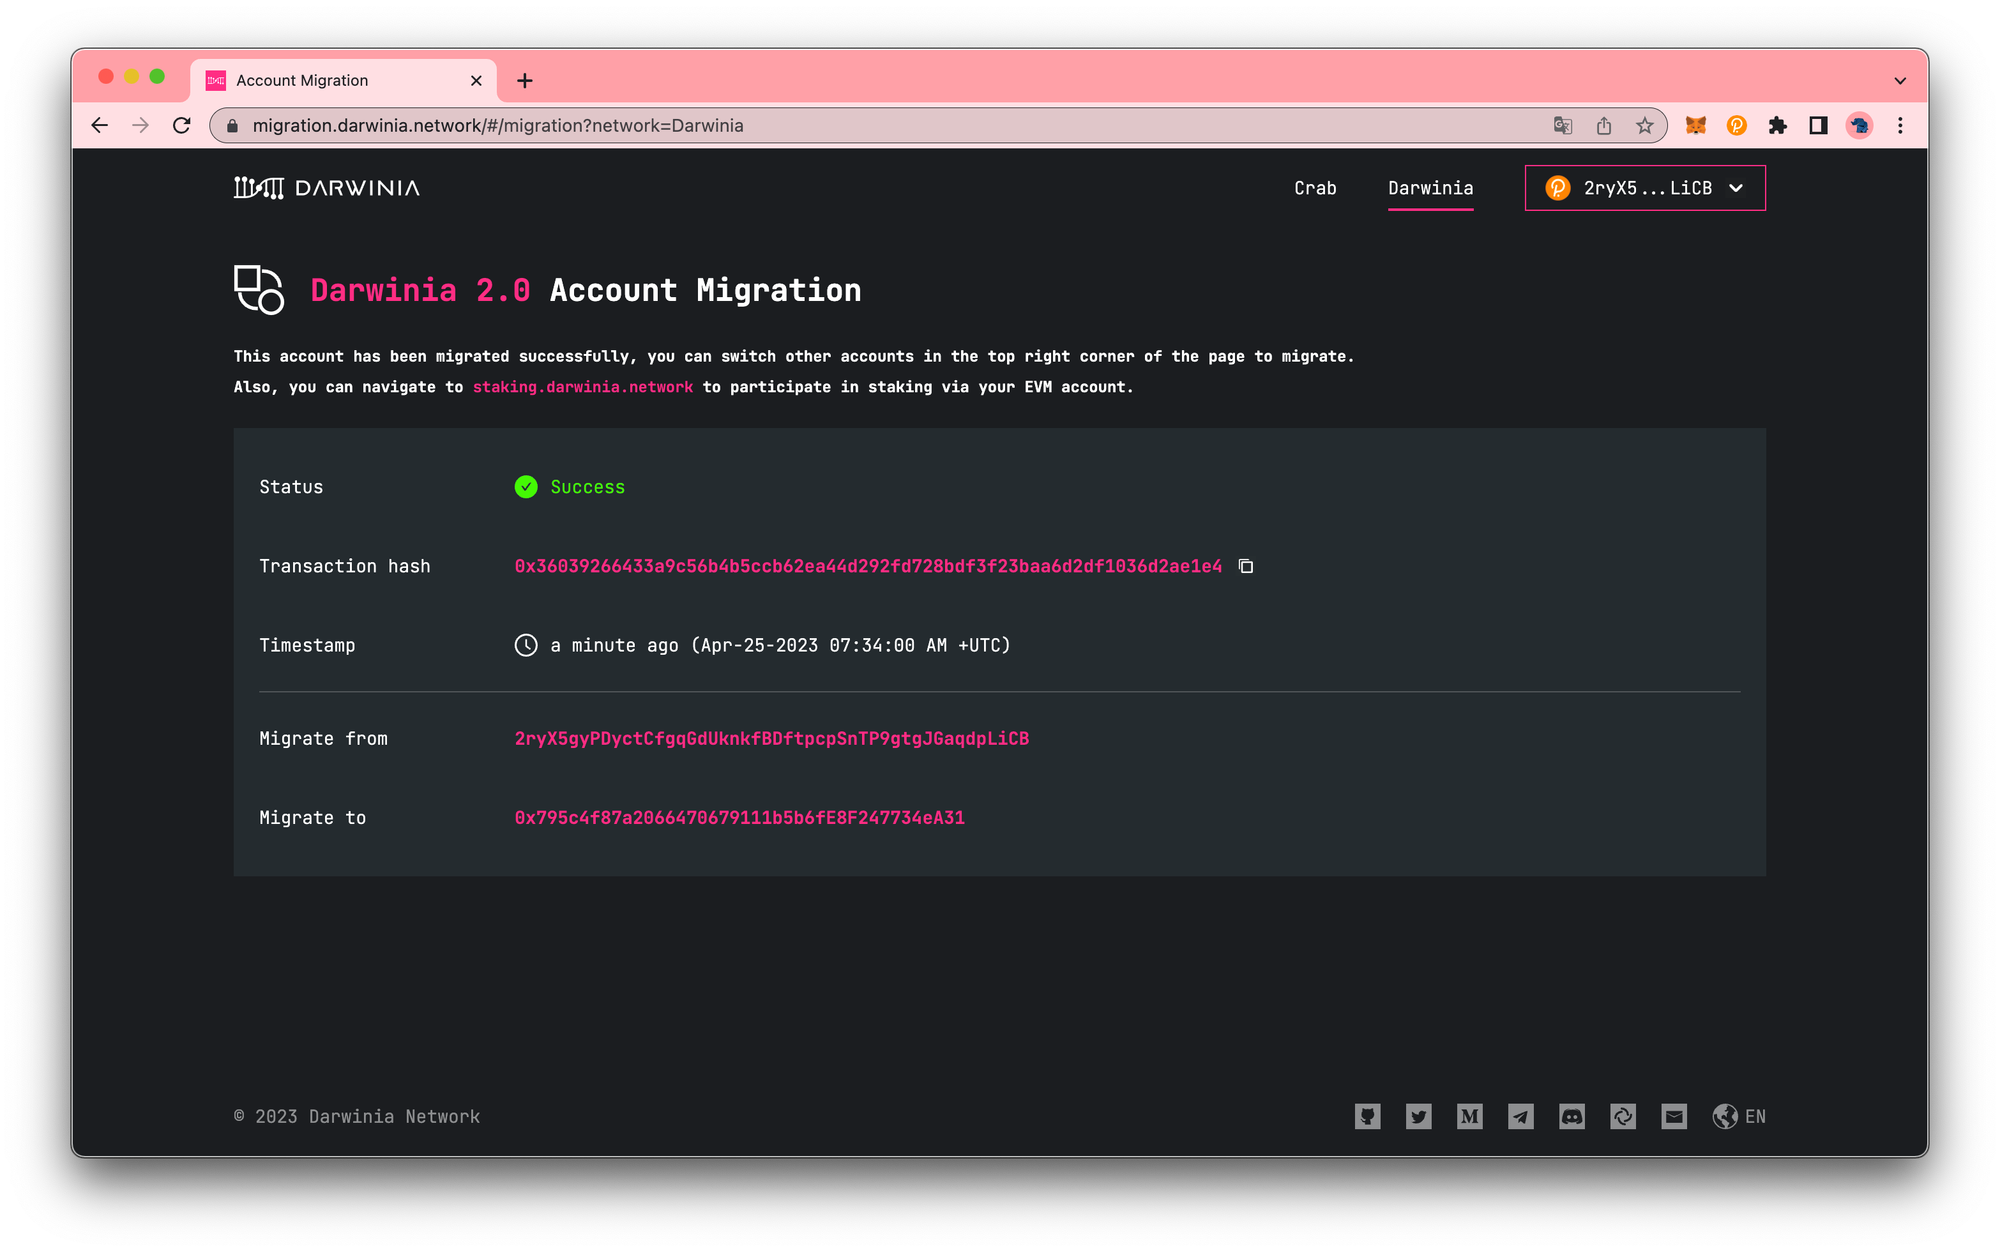 Account Migration
migration.darwinia.network/#/migration?network=Darwinia
DARWINIA
Crab
Darwinia
2ryX5...LiCB
Darwinia 2.0 Account Migration
This account has been migrated successfully, you can switch other accounts in the top right corner of the page to migrate.
Also, you can navigate to staking.darwinia.network to participate in staking via your EVM account.
Status
Success
Transaction hash
0x36039266433a9c56b4b5ccb62ea44d292fd728bdf3f23baa6d2df1036d2ae1e4
Timestamp
a minute ago (Apr-25-2023 07:34:00 AM +UTC)
Migrate from
2ryX5gyPDyctCfgqGdUknkfBDftpcpSnTP9gtgJGaqdpLiCB
Migrate to
0x795c4f87a2066470679111b5b6fE8F247734eA31
© 2023 Darwinia Network
EN